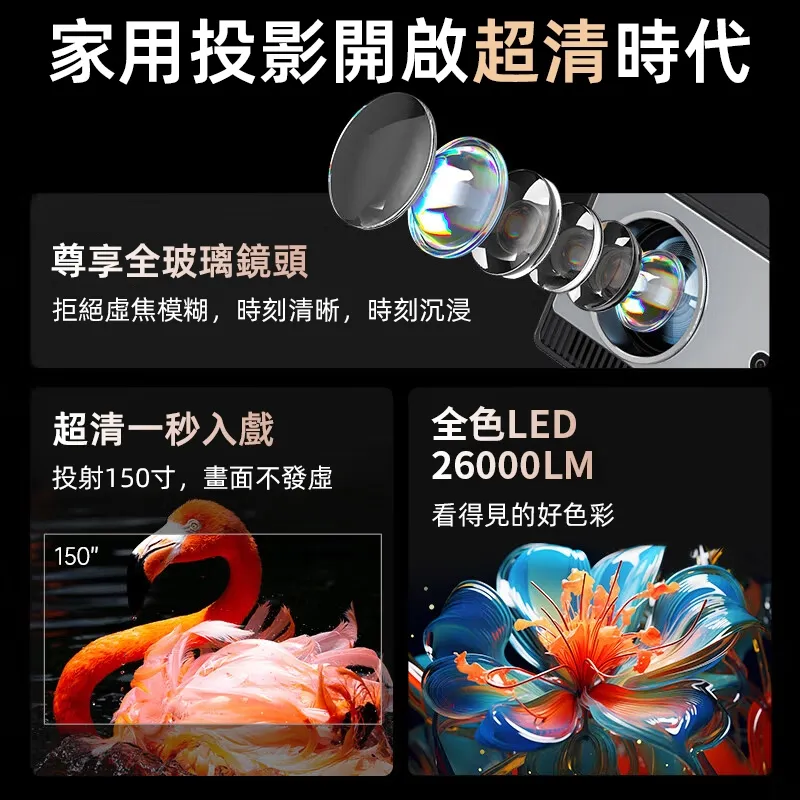 家用投影開啟超清時代
尊享全玻璃鏡頭
拒絕虛焦模糊，時刻清晰，時刻沉浸
超清一秒入戲
投射150寸，畫面不發虛
150"
全色LED
26000LM
看得見的好色彩